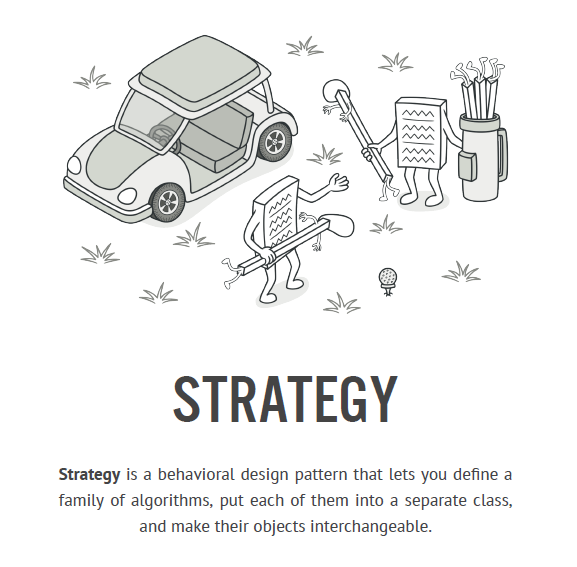 STRATEGY
Strategy is a behavioral design pattern that lets you define a
family of algorithms, put each of them into a separate class,
and make their objects interchangeable.